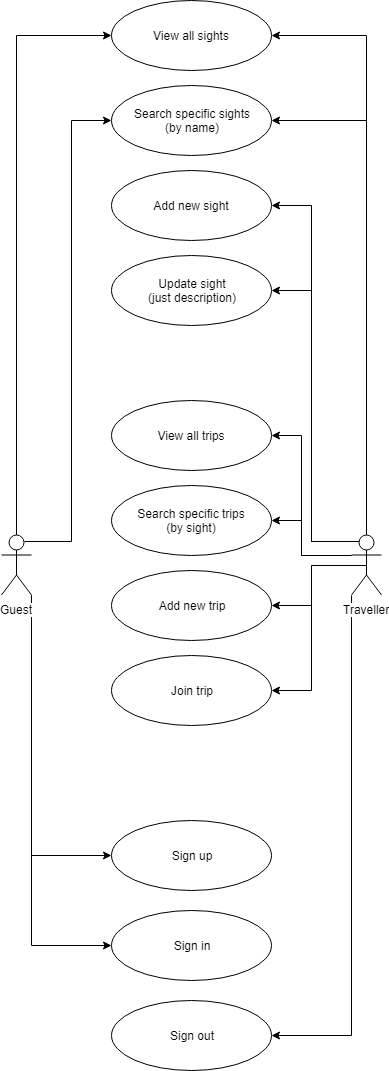 View all sights
Search specific sights
(by name)
Add new sight
Update sight
(just description)
View all trips
Search specific trips
(by sight)
Add new trip
Guest
Traveller
Join trip
Sign up
Sign in
Sign out